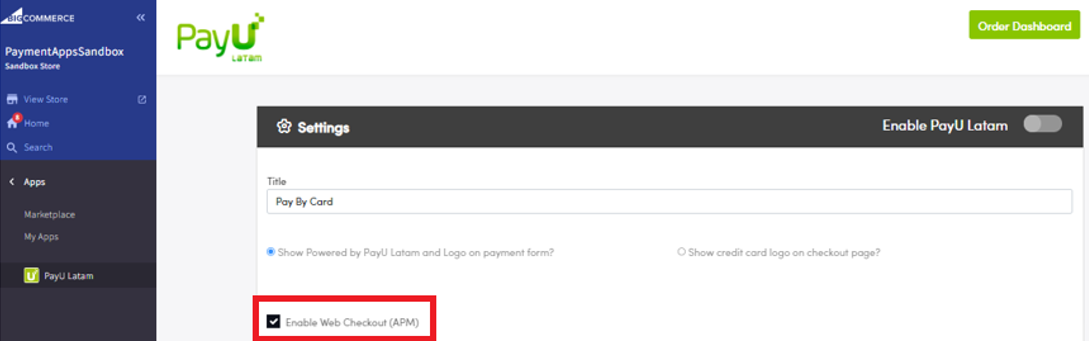 BIGCOMMERCE
PaymentAppsSandbox
Sandbox Store
View Store
8
Home
Search
Apps
Marketplace
My Apps
PayU Latam
PayU
Latam
Order Dashboard
Settings
Enable PayU Latam
Title
Pay By Card
Show Powered by PayU Latam and Logo on payment form?
Show credit card logo on checkout page?
Enable Web Checkout (APM)